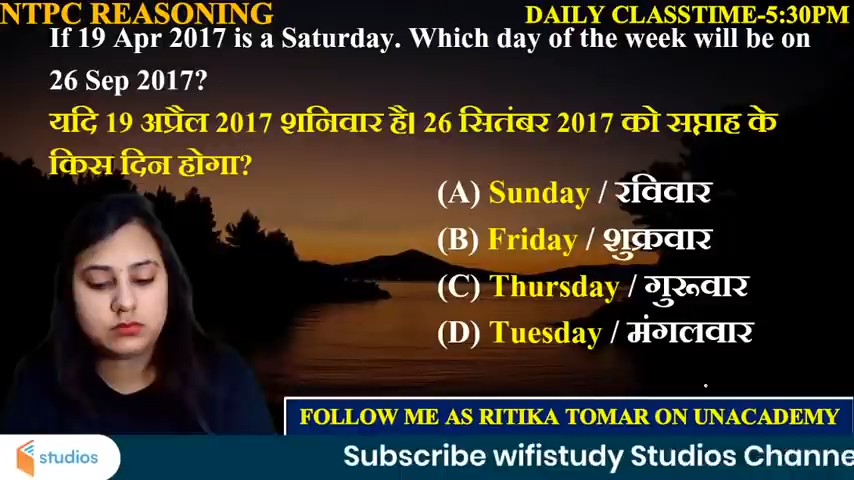 NTPC REASONING
DAILY CLASSTIME-5:30PM
If 19 Apr 2017 is a Saturday. Which day of the week will be on
26 Sep 2017?
यदि 19 अप्रैल 2017 शनिवार है। 26 सितंबर 2017 को सप्ताह के
किस दिन होगा?
(A) Sunday / रविवार
(B) Friday / शुक्रवार
(C) Thursday / गुरूवार
(D) Tuesday / मंगलवार
FOLLOW ME AS RITIKA TOMAR ON UNACADEMY
studios
Subscribe wifistudy Studios Channe